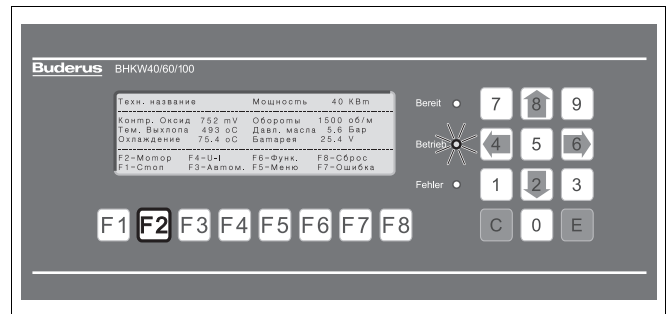 Buderus BHKW40/60/100
Техн. название Мощность 40 КВт
Контр. Оксид 752 mV Обороты 1500 об/м
Тем. Выхлопа 493 оС Давл. масла 5.6 Бар
Охлаждение 75.4 оС Батарея 25.4 V
F2-Мотор F4-U-I F6-Функ. F8-Сброс
F1-Стоп F3-Автом. F5-Меню F7-Ошибка
Bereit
Betrieb
Fehler
7 8 9
4 5 6
1 2 3
C 0 E
F1 F2 F3 F4 F5 F6 F7 F8